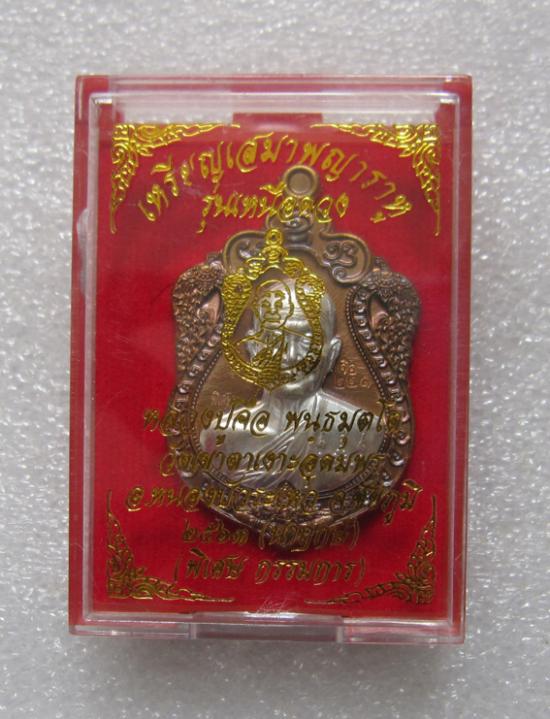 เหรียญเสมาพญาราหู
รุ่นเหนือดวง
หลวงปู่จื่อ พันธมุตโต
วัดเขาตาเงาะอุดมพร
อ.หนองบัวระเหว จ.ชัยภูมิ
๒๕๖๓
(พิเศษ กรรมการ)